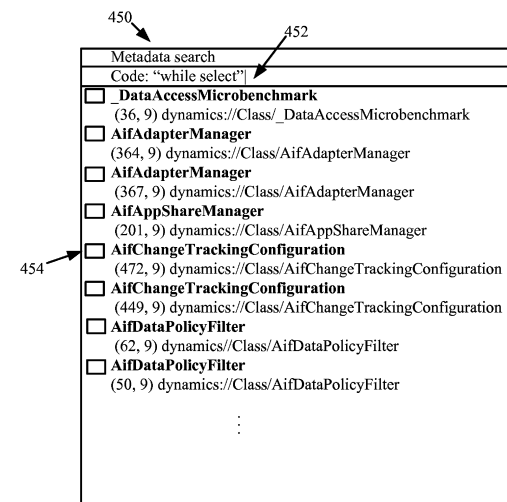 450
452
Metadata search
Code: “while select”|
_DataAccessMicrobenchmark
(36, 9) dynamics://Class/_DataAccessMicrobenchmark
AifAdapterManager
(364, 9) dynamics://Class/AifAdapterManager
AifAdapterManager
(367, 9) dynamics://Class/AifAdapterManager
AifAppShareManager
(201, 9) dynamics://Class/AifAppShareManager
454
AifChangeTrackingConfiguration
(472, 9) dynamics://Class/AifChangeTrackingConfiguration
AifChangeTrackingConfiguration
(449, 9) dynamics://Class/AifChangeTrackingConfiguration
AifDataPolicyFilter
(62, 9) dynamics//Class/AifDataPolicyFilter
AifDataPolicyFilter
(50, 9) dynamics://Class/AifDataPolicyFilter